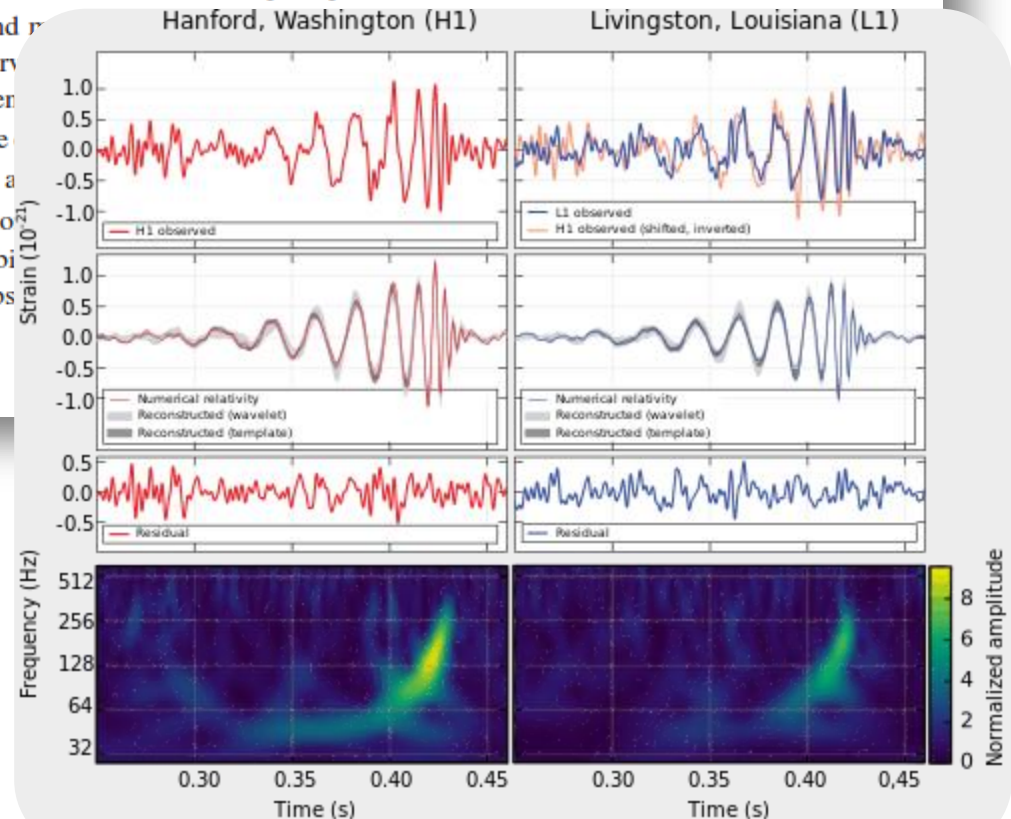 Hanford, Washington (H1)
Livingston, Louisiana (L1)
Strain (10⁻²¹)
1.0
0.5
0.0
-0.5
-1.0
H1 observed
L1 observed
H1 observed (shifted, inverted)
1.0
0.5
0.0
-0.5
-1.0
Numerical relativity
Reconstructed (wavelet)
Reconstructed (template)
Numerical relativity
Reconstructed (wavelet)
Reconstructed (template)
0.5
0.0
-0.5
Residual
Residual
Frequency (Hz)
512
256
128
64
32
Normalized amplitude
8
6
4
2
0
0.30
0.35
0.40
0.45
0.30
0.35
0.40
0,45
Time (s)
Time (s)